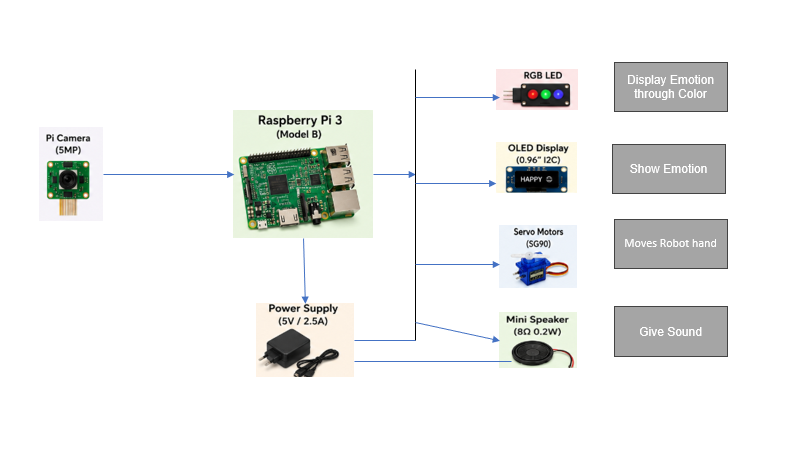 Pi Camera
(5MP)
Raspberry Pi 3
(Model B)
Power Supply
(5V / 2.5A)
RGB LED
Display Emotion
through Color
OLED Display
(0.96" I2C)
HAPPY
Show Emotion
Servo Motors
(SG90)
Moves Robot hand
Mini Speaker
(8Ω 0.2W)
Give Sound